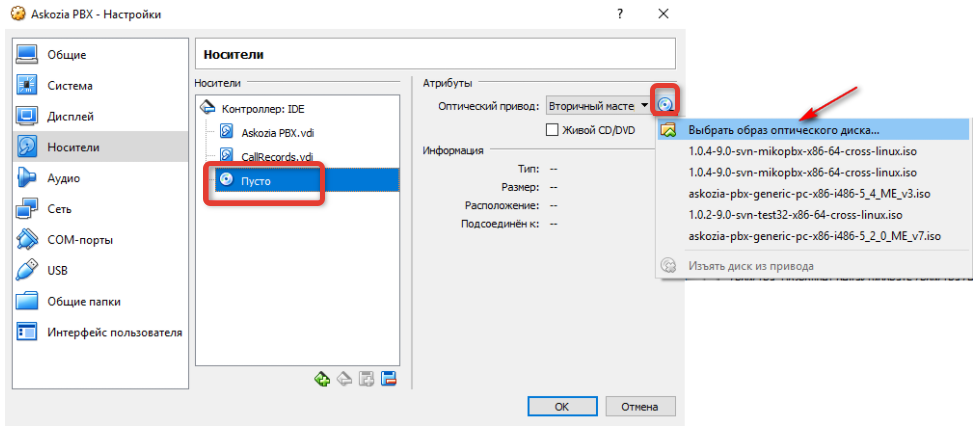 Askozia PBX - Настройки
?
Общие
Система
Дисплей
Носители
Аудио
Сеть
COM-порты
USB
Общие папки
Интерфейс пользователя
Носители
Носители
Контроллер: IDE
Askozia PBX.vdi
CallRecords.vdi
Пусто
Атрибуты
Оптический привод: Вторичный масте
Живой CD/DVD
Информация
Тип: --
Размер: --
Расположение: --
Подсоединён к: --
Выбрать образ оптического диска...
1.0.4-9.0-svn-mikopbx-x86-64-cross-linux.iso
1.0.4-9.0-svn-mikopbx-x86-64-cross-linux.iso
askozia-pbx-generic-pc-x86-i486-5_4_ME_v3.iso
1.0.2-9.0-svn-test32-x86-64-cross-linux.iso
askozia-pbx-generic-pc-x86-i486-5_2_0_ME_v7.iso
Изъять диск из привода
OK
Отмена